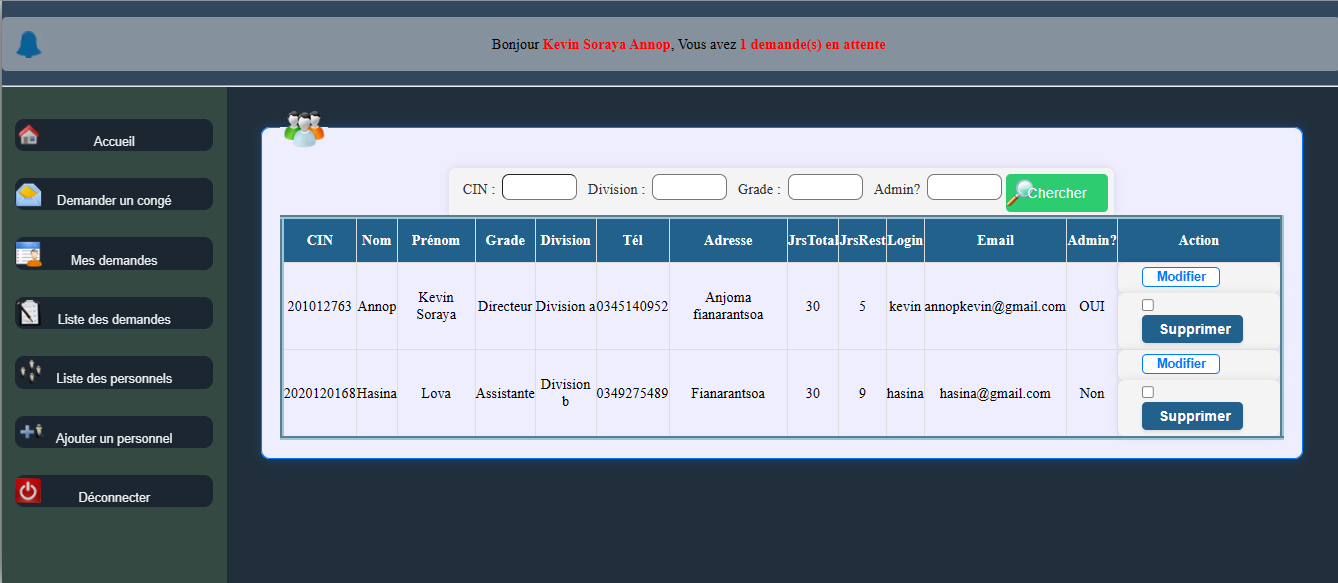 Bonjour Kevin Soraya Annop, Vous avez 1 demande(s) en attente
Accueil
Demander un congé
Mes demandes
Liste des demandes
Liste des personnels
Ajouter un personnel
Déconnecter
CIN : Division : Grade : Admin? Chercher
CIN Nom Prénom Grade Division Tél Adresse JrsTotal JrsRest Login Email Admin? Action
201012763 Annop Kevin Soraya Directeur Division a 0345140952 Anjoma fianarantsoa 30 5 kevin annopkevin@gmail.com OUI Modifier
Supprimer
2020120168 Hasina Lova Assistante Division b 0349275489 Fianarantsoa 30 9 hasina hasina@gmail.com Non Modifier
Supprimer